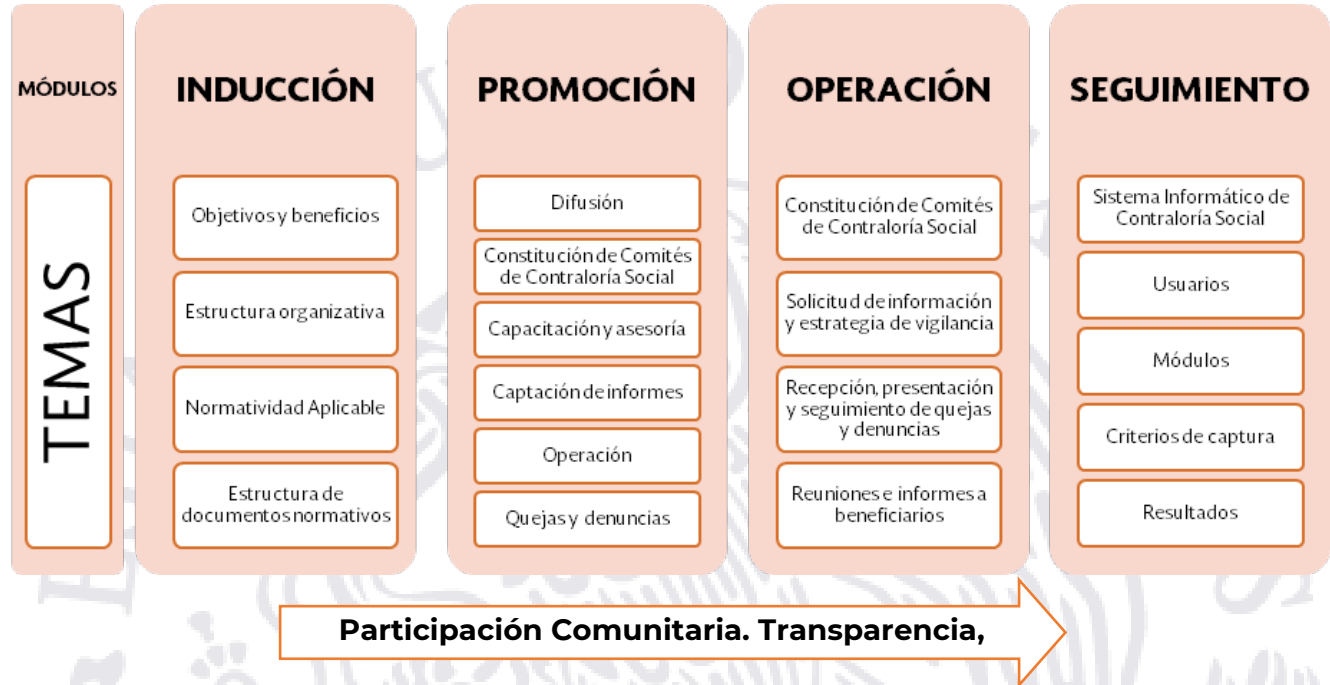 MÓDULOS
TEMAS
INDUCCIÓN
Objetivos y beneficios
Estructura organizativa
Normatividad Aplicable
Estructura de
documentos normativos
PROMOCIÓN
Difusión
Constitución de Comités
de Contraloría Social
Capacitación y asesoría
Captación de informes
Operación
Quejas y denuncias
OPERACIÓN
Constitución de Comités
de Contraloría Social
Solicitud de información
y estrategia de vigilancia
Recepción, presentación
y seguimiento de quejas
y denuncias
Reuniones e informes a
beneficiarios
SEGUIMIENTO
Sistema Informático de
Contraloría Social
Usuarios
Módulos
Criterios de captura
Resultados
Participación Comunitaria. Transparencia,